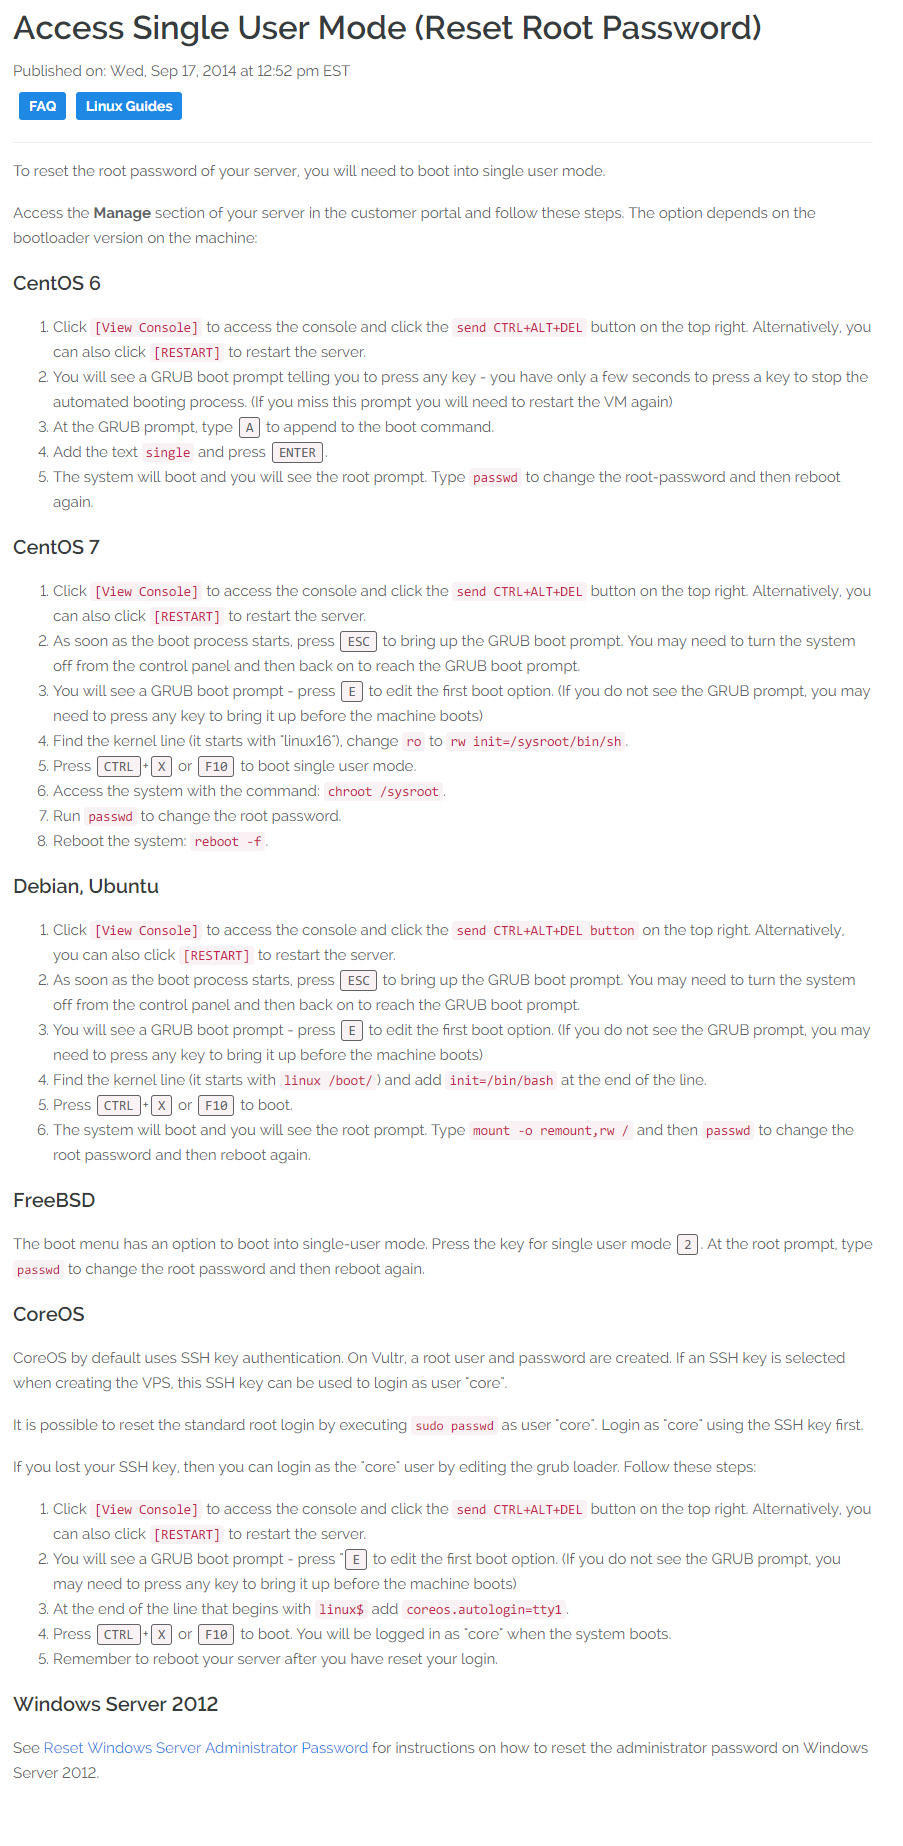 Access Single User Mode (Reset Root Password)
Published on: Wed, Sep 17, 2014 at 12:52 pm EST
FAQ Linux Guides
To reset the root password of your server, you will need to boot into single user mode.
Access the Manage section of your server in the customer portal and follow these steps. The option depends on the
bootloader version on the machine:
CentOS 6
1. Click [View Console] to access the console and click the send CTRL+ALT+DEL button on the top right. Alternatively, you
can also click [RESTART] to restart the server.
2. You will see a GRUB boot prompt telling you to press any key - you have only a few seconds to press a key to stop the
automated booting process. (If you miss this prompt you will need to restart the VM again)
3. At the GRUB prompt, type A to append to the boot command.
4. Add the text single and press ENTER.
5. The system will boot and you will see the root prompt. Type passwd to change the root-password and then reboot
again.
CentOS 7
1. Click [View Console] to access the console and click the send CTRL+ALT+DEL button on the top right. Alternatively, you
can also click [RESTART] to restart the server.
2. As soon as the boot process starts, press ESC to bring up the GRUB boot prompt. You may need to turn the system
off from the control panel and then back on to reach the GRUB boot prompt.
3. You will see a GRUB boot prompt - press E to edit the first boot option. (If you do not see the GRUB prompt, you may
need to press any key to bring it up before the machine boots)
4. Find the kernel line (it starts with "linux16"), change ro to rw init=/sysroot/bin/sh.
5. Press CTRL+X or F10 to boot single user mode.
6. Access the system with the command: chroot /sysroot.
7. Run passwd to change the root password.
8. Reboot the system: reboot -f.
Debian, Ubuntu
1. Click [View Console] to access the console and click the send CTRL+ALT+DEL button on the top right. Alternatively,
you can also click [RESTART] to restart the server.
2. As soon as the boot process starts, press ESC to bring up the GRUB boot prompt. You may need to turn the system
off from the control panel and then back on to reach the GRUB boot prompt.
3. You will see a GRUB boot prompt - press E to edit the first boot option. (If you do not see the GRUB prompt, you may
need to press any key to bring it up before the machine boots)
4. Find the kernel line (it starts with linux /boot/) and add init=/bin/bash at the end of the line.
5. Press CTRL+X or F10 to boot.
6. The system will boot and you will see the root prompt. Type mount -o remount,rw / and then passwd to change the
root password and then reboot again.
FreeBSD
The boot menu has an option to boot into single-user mode. Press the key for single user mode 2. At the root prompt, type
passwd to change the root password and then reboot again.
CoreOS
CoreOS by default uses SSH key authentication. On Vultr, a root user and password are created. If an SSH key is selected
when creating the VPS, this SSH key can be used to login as user "core".
It is possible to reset the standard root login by executing sudo passwd as user "core". Login as "core" using the SSH key first.
If you lost your SSH key, then you can login as the "core" user by editing the grub loader. Follow these steps:
1. Click [View Console] to access the console and click the send CTRL+ALT+DEL button on the top right. Alternatively, you
can also click [RESTART] to restart the server.
2. You will see a GRUB boot prompt - press "E to edit the first boot option. (If you do not see the GRUB prompt, you
may need to press any key to bring it up before the machine boots)
3. At the end of the line that begins with linux$ add coreos.autologin=tty1.
4. Press CTRL+X or F10 to boot. You will be logged in as "core" when the system boots.
5. Remember to reboot your server after you have reset your login.
Windows Server 2012
See Reset Windows Server Administrator Password for instructions on how to reset the administrator password on Windows
Server 2012.